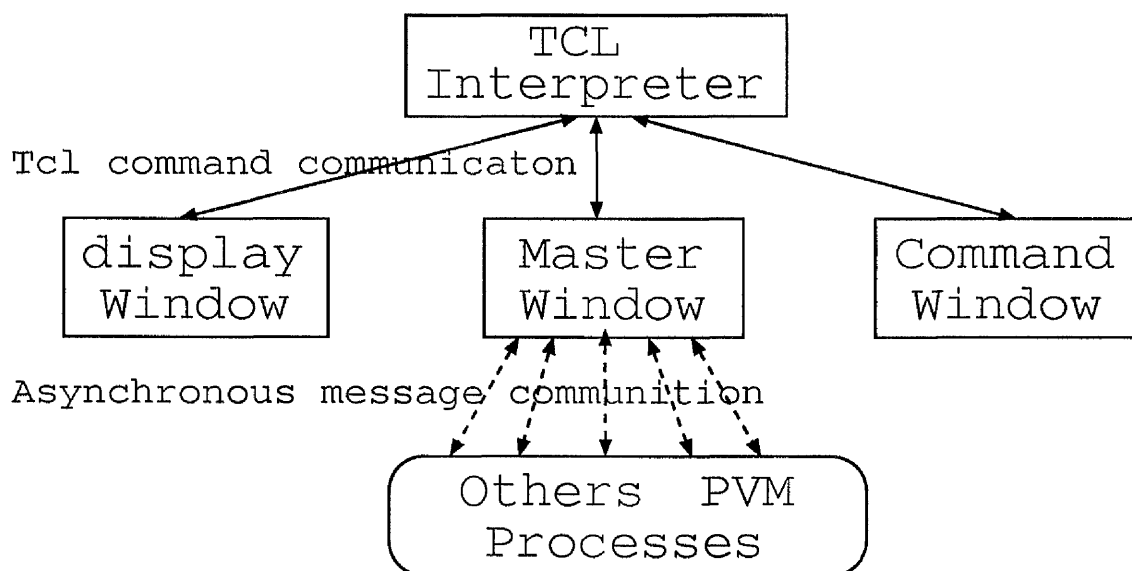 TCL
Interpreter
Tcl command communicaton
display
Window
Master
Window
Command
Window
Asynchronous message communition
Others PVM
Processes